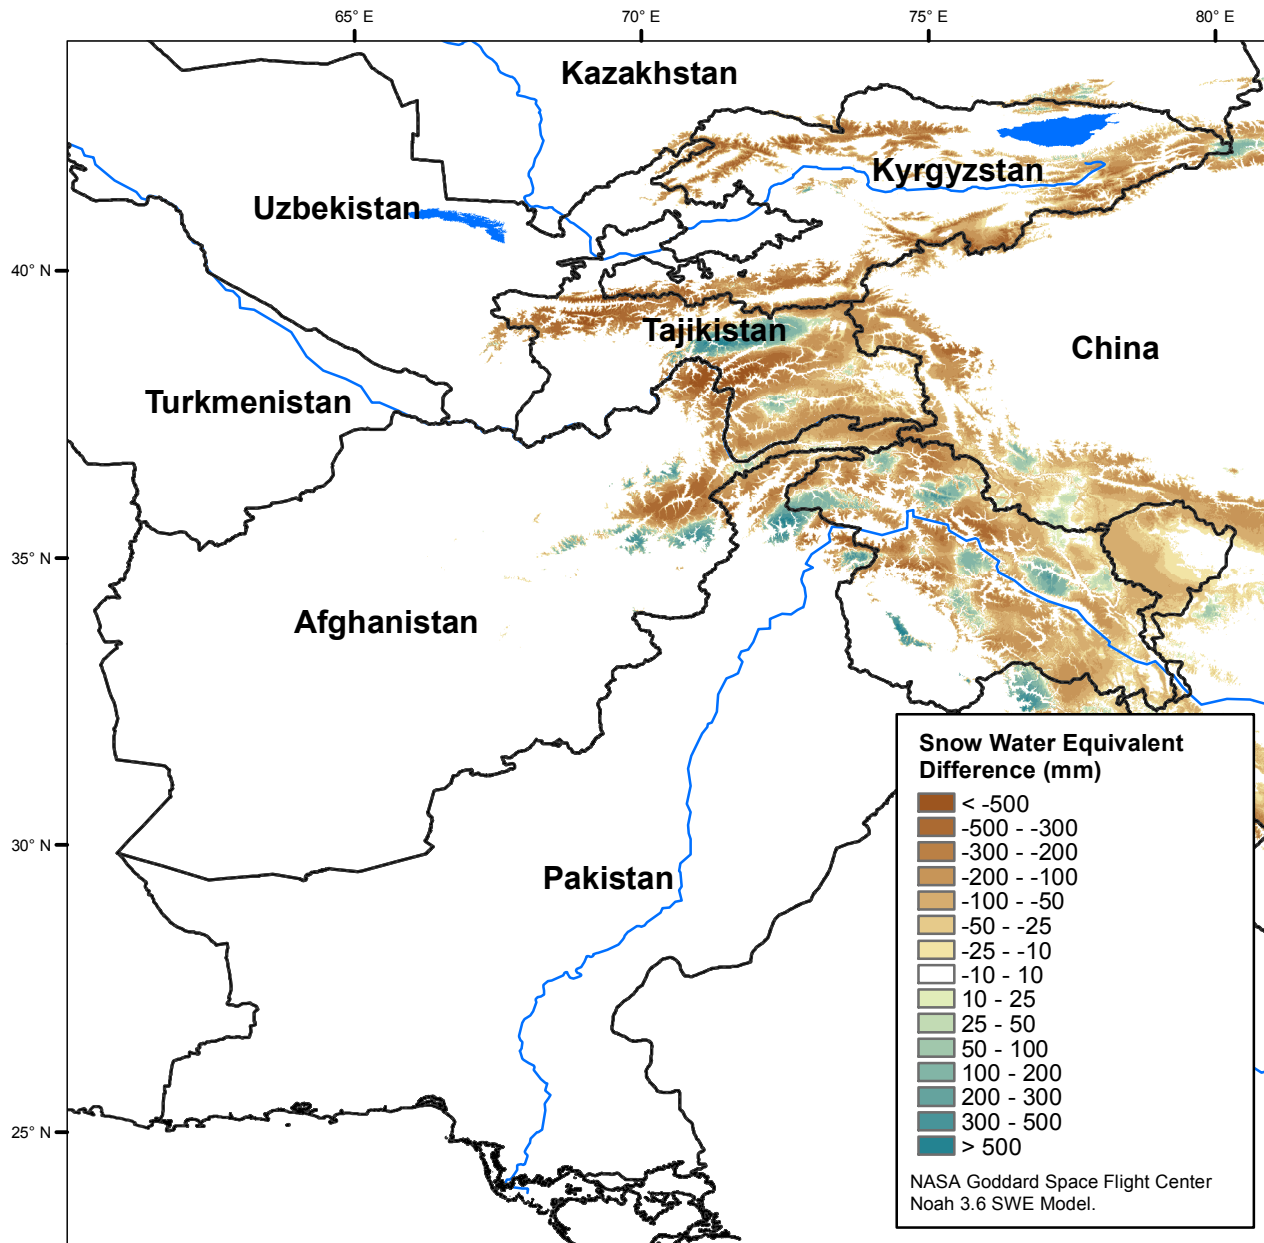 65° E
70° E
75° E
80° E
Kazakhstan
Kyrgyzstan
Uzbekistan
40° N
Tajikistan
China
Turkmenistan
35° N
Afghanistan
Snow Water Equivalent
Difference (mm)
< -500
-500 - -300
-300 - -200
-200 - -100
-100 - -50
-50 - -25
-25 - -10
-10 - 10
10 - 25
25 - 50
50 - 100
100 - 200
200 - 300
300 - 500
> 500
30° N
Pakistan
25° N
NASA Goddard Space Flight Center
Noah 3.6 SWE Model.